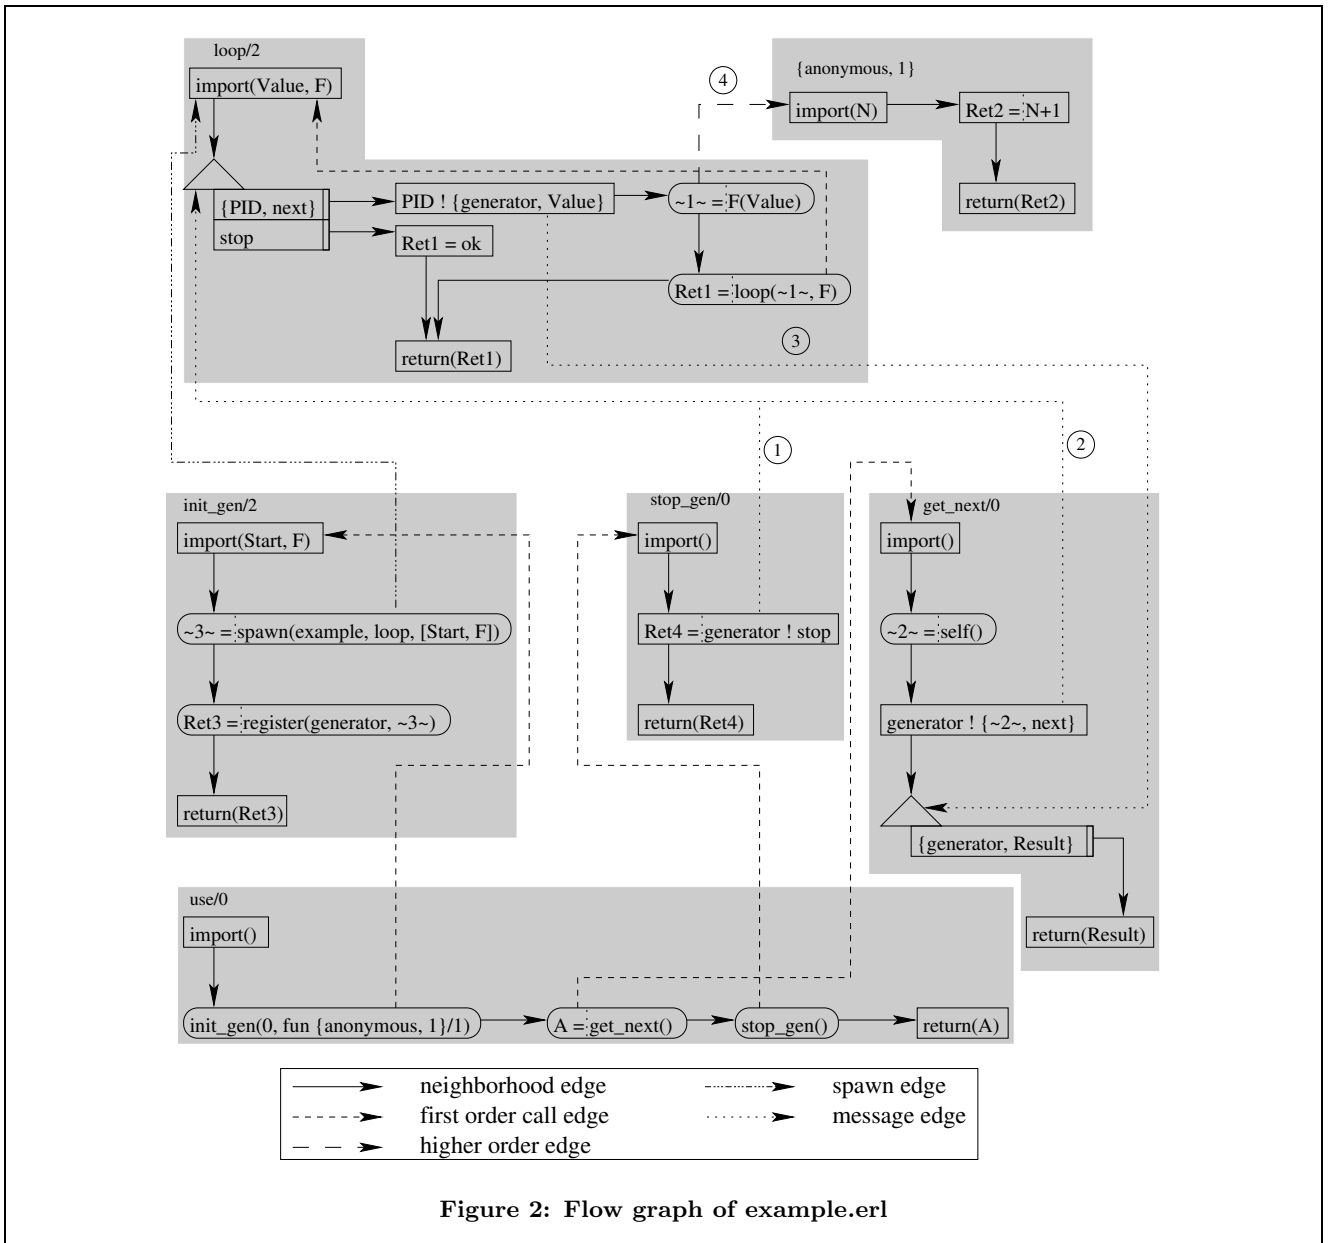 loop/2
import(Value, F)
{PID, next}
stop
PID ! {generator, Value}
Ret1 = ok
~1~ = F(Value)
Ret1 = loop(~1~, F)
return(Ret1)
4
{anonymous, 1}
import(N)
Ret2 = N+1
return(Ret2)
3
1
2
init_gen/2
import(Start, F)
~3~ = spawn(example, loop, [Start, F])
Ret3 = register(generator, ~3~)
return(Ret3)
stop_gen/0
import()
Ret4 = generator ! stop
return(Ret4)
get_next/0
import()
~2~ = self()
generator ! {~2~, next}
{generator, Result}
return(Result)
use/0
import()
init_gen(0, fun {anonymous, 1}/1)
A = get_next()
stop_gen()
return(A)
neighborhood edge
first order call edge
higher order edge
spawn edge
message edge
Figure 2: Flow graph of example.erl